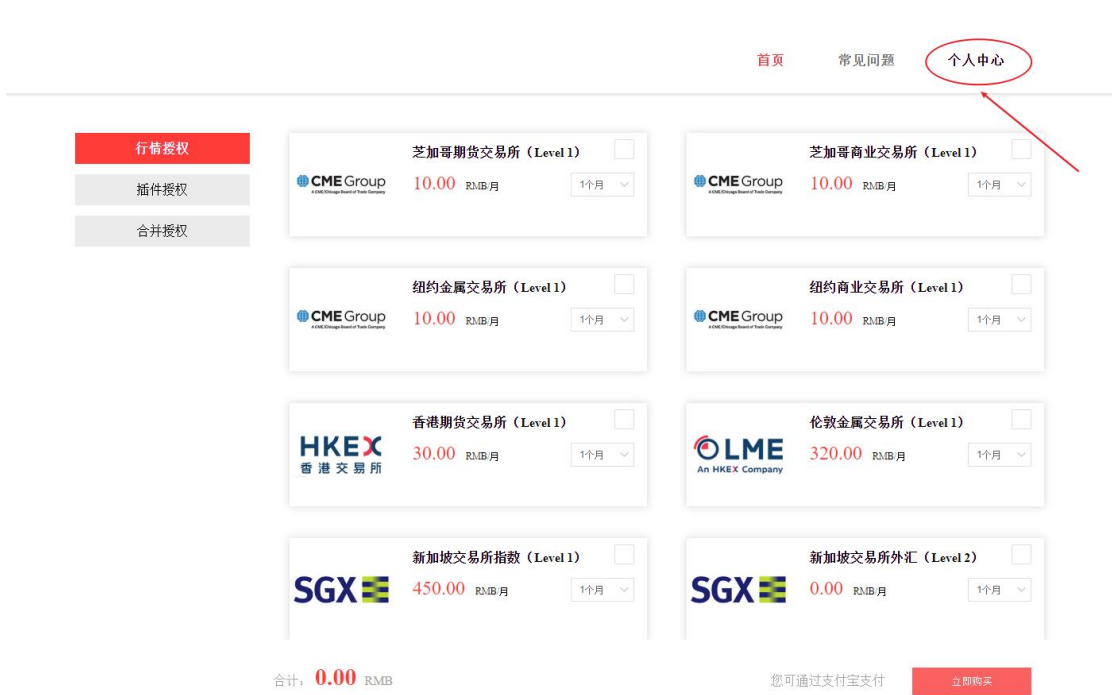 首页 常见问题 个人中心
行情授权
插件授权
合并授权
芝加哥期货交易所（Level 1）
CME Group
10.00 RMB/月
1个月
芝加哥商业交易所（Level 1）
CME Group
10.00 RMB/月
1个月
纽约金属交易所（Level 1）
CME Group
10.00 RMB/月
1个月
纽约商业交易所（Level 1）
CME Group
10.00 RMB/月
1个月
香港期货交易所（Level 1）
HKEX
香港交易所
30.00 RMB/月
1个月
伦敦金属交易所（Level 1）
LME
An HKEX Company
320.00 RMB/月
1个月
新加坡交易所指数（Level 1）
SGX
450.00 RMB/月
1个月
新加坡交易所外汇（Level 2）
SGX
0.00 RMB/月
1个月
合计：0.00 RMB
您可通过支付宝支付
立即购买